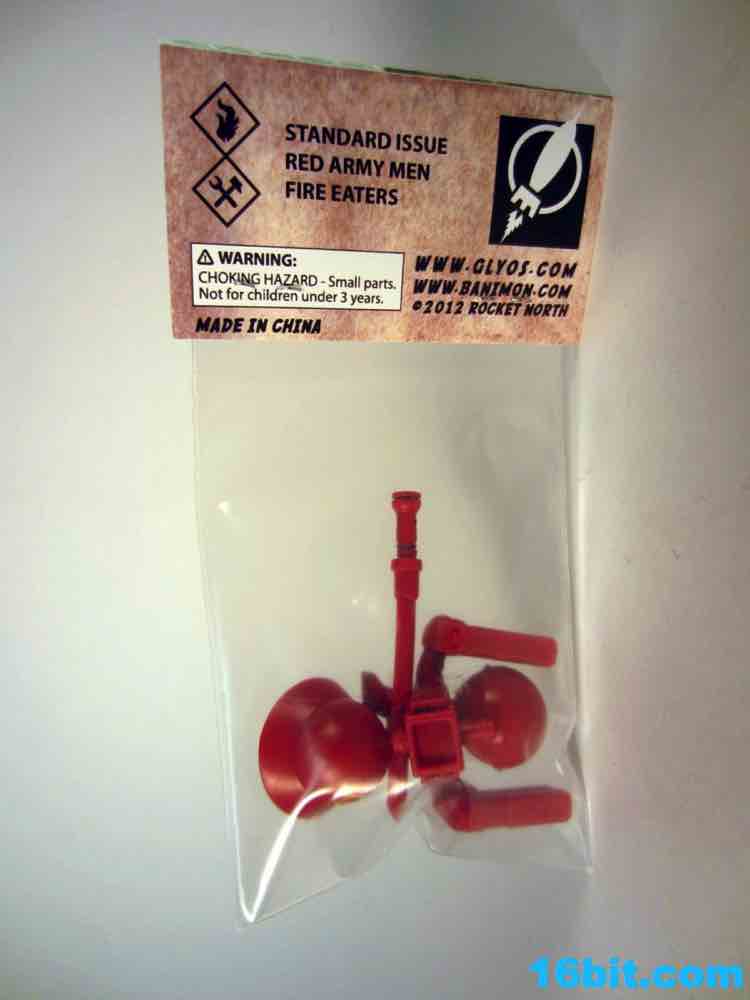 STANDARD ISSUE
RED ARMY MEN
FIRE EATERS
WARNING:
CHOKING HAZARD - Small parts.
Not for children under 3 years.
MADE IN CHINA
WWW.GLYOS.COM
WWW.BANIMON.COM
©2012 ROCKET NORTH
16bit.com